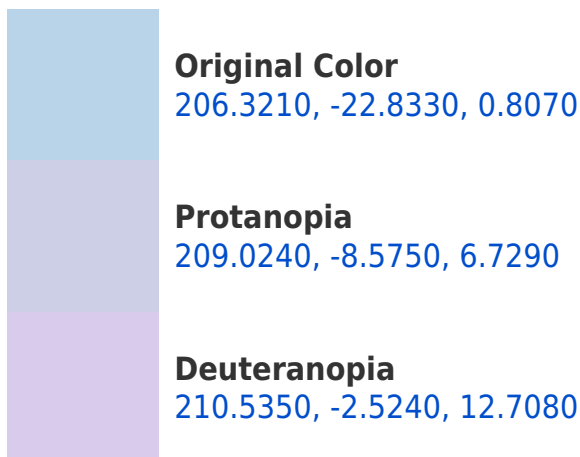 Original Color
206.3210, -22.8330, 0.8070
Protanopia
209.0240, -8.5750, 6.7290
Deuteranopia
210.5350, -2.5240, 12.7080